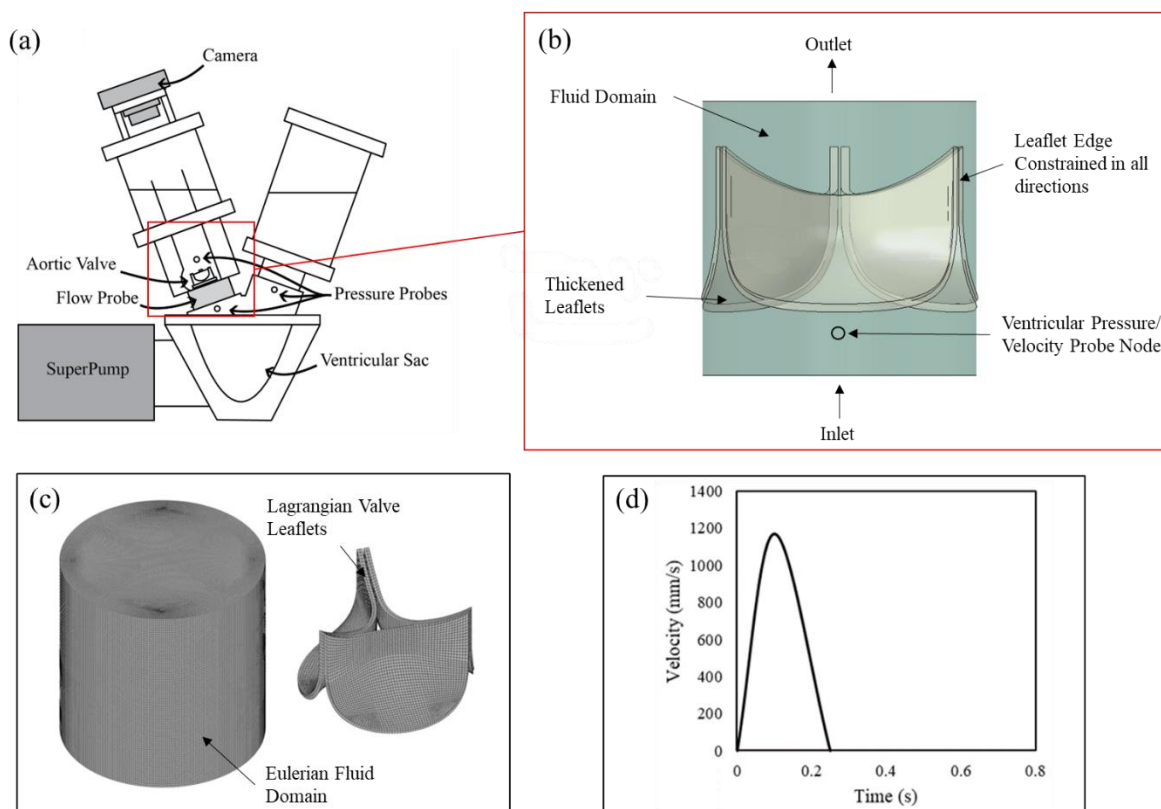 (a)
Camera
Aortic Valve
Flow Probe
Pressure Probes
Ventricular Sac
SuperPump
(b)
Outlet
Fluid Domain
Leaflet Edge
Constrained in all
directions
Thickened
Leaflets
Ventricular Pressure/
Velocity Probe Node
Inlet
(c)
Lagrangian Valve
Leaflets
Eulerian Fluid
Domain
(d)
1400
1200
1000
800
600
400
200
0
Velocity (mm/s)
0 0.2 0.4 0.6 0.8
Time (s)